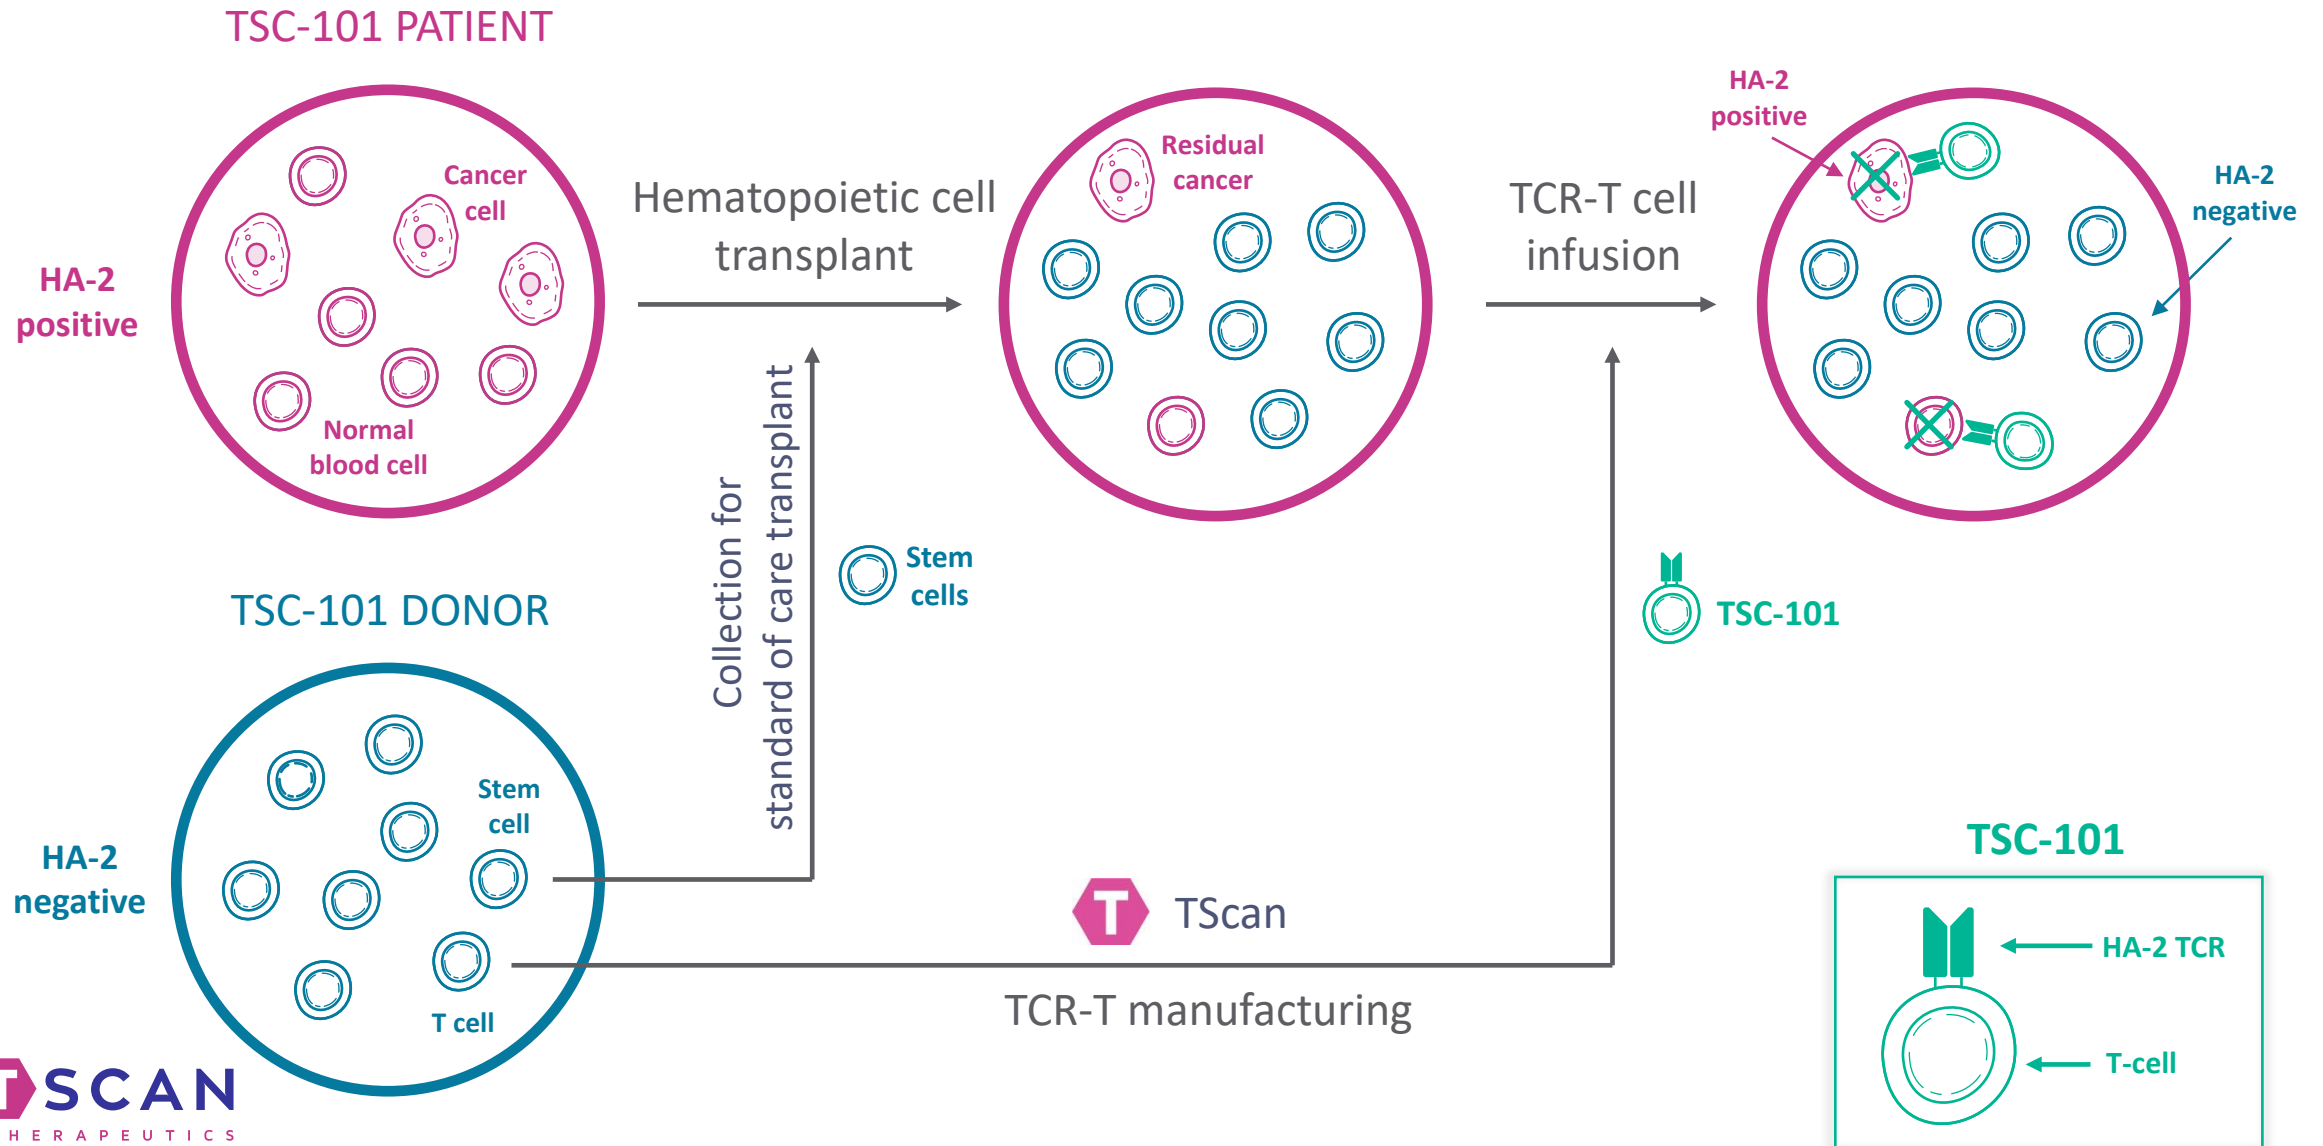 TSC-101 PATIENT
HA-2
positive
Cancer
cell
Normal
blood cell
Hematopoietic cell
transplant
Residual
cancer
TCR-T cell
infusion
HA-2
positive
HA-2
negative
Collection for
standard of care transplant
Stem
cells
TSC-101
TSC-101 DONOR
HA-2
negative
Stem
cell
T cell
T TScan
TCR-T manufacturing
TSC-101
HA-2 TCR
T-cell
TSCAN
HERAPEUTICS